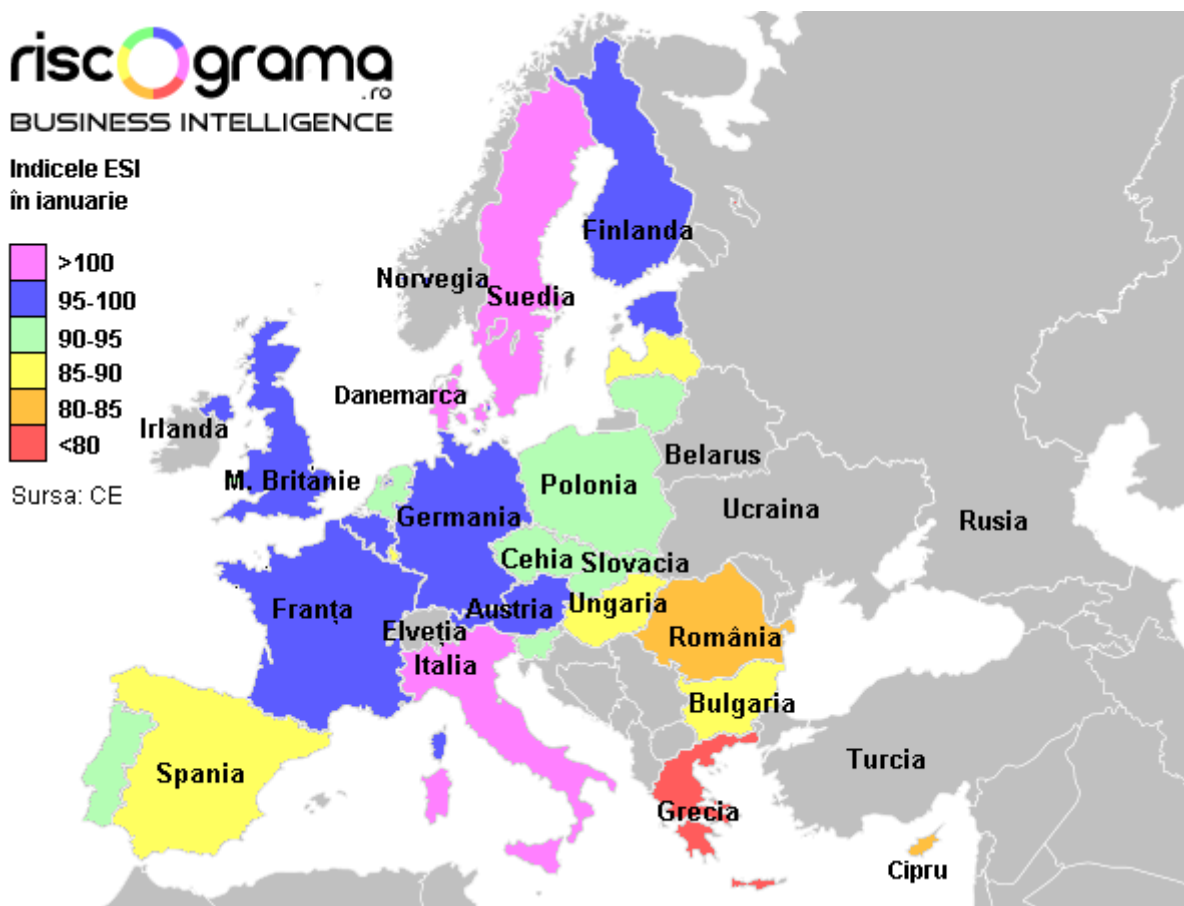 riscograma
.ro
BUSINESS INTELLIGENCE
Indicele ESI
în ianuarie
>100
95-100
90-95
85-90
80-85
<80
Sursa: CE
Finlanda
Norvegia
Suedia
Danemarca
Irlanda
M. Britanie
Belarus
Polonia
Germania
Ucraina
Rusia
Cehia
Slovacia
Franța
Austria
Ungaria
Elveția
România
Italia
Bulgaria
Spania
Turcia
Grecia
Cipru